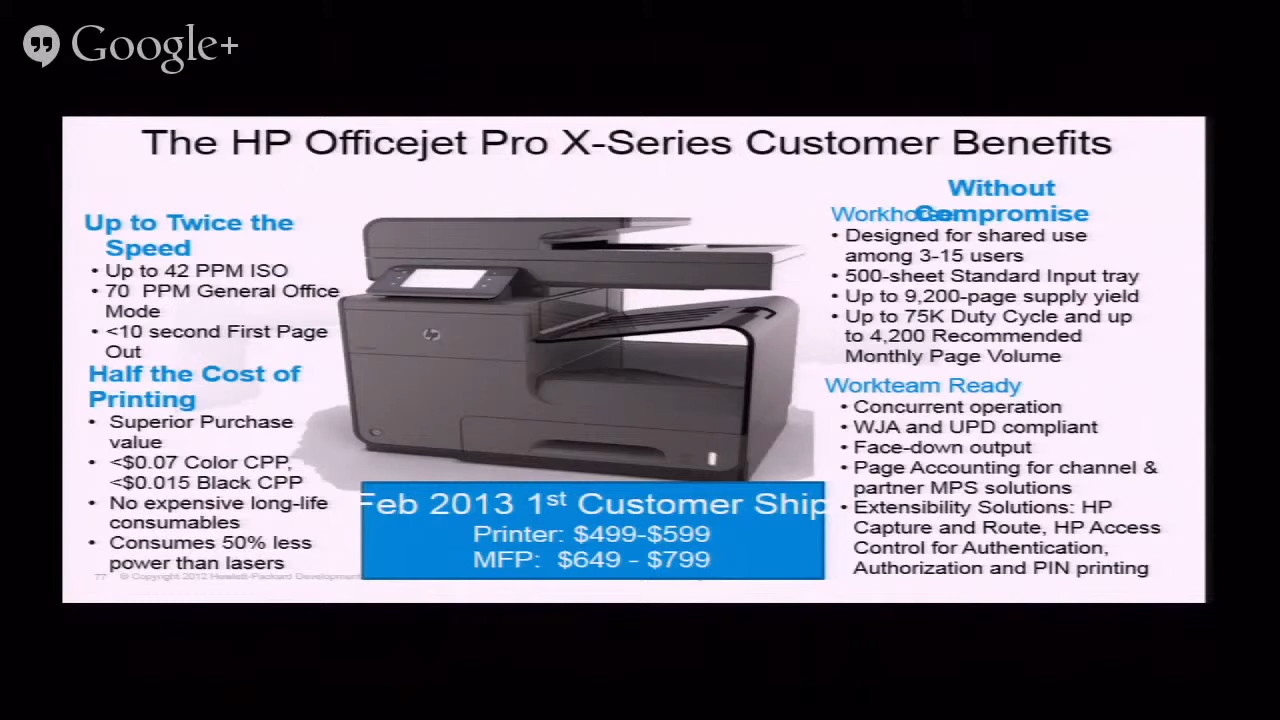 Google+
The HP Officejet Pro X-Series Customer Benefits
Up to Twice the
Speed
• Up to 42 PPM ISO
• 70 PPM General Office
Mode
• <10 second First Page
Out
Half the Cost of
Printing
• Superior Purchase
value
• <$0.07 Color CPP,
<$0.015 Black CPP
• No expensive long-life
consumables
• Consumes 50% less
power than lasers
77 © Copyright 2012 Hewlett-Packard Development
hp
Feb 2013 1st Customer Ship
Printer: $499-$599
MFP: $649 - $799
Without
Compromise
• Designed for shared use
among 3-15 users
• 500-sheet Standard Input tray
• Up to 9,200-page supply yield
• Up to 75K Duty Cycle and up
to 4,200 Recommended
Monthly Page Volume
Workteam Ready
• Concurrent operation
• WJA and UPD compliant
• Face-down output
• Page Accounting for channel &
partner MPS solutions
• Extensibility Solutions: HP
Capture and Route, HP Access
Control for Authentication,
Authorization and PIN printing